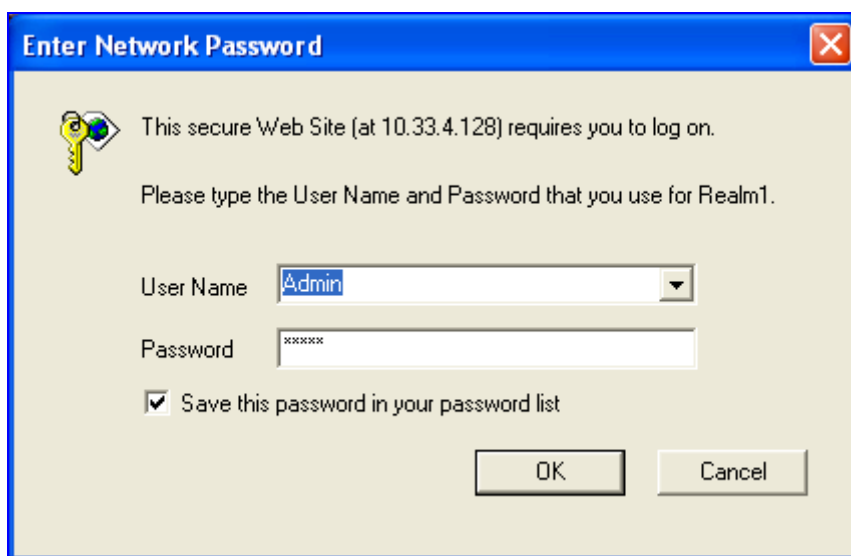 Enter Network Password
This secure Web Site (at 10.33.4.128) requires you to log on.
Please type the User Name and Password that you use for Realm1.
User Name Admin
Password xxxxx
Save this password in your password list
OK Cancel